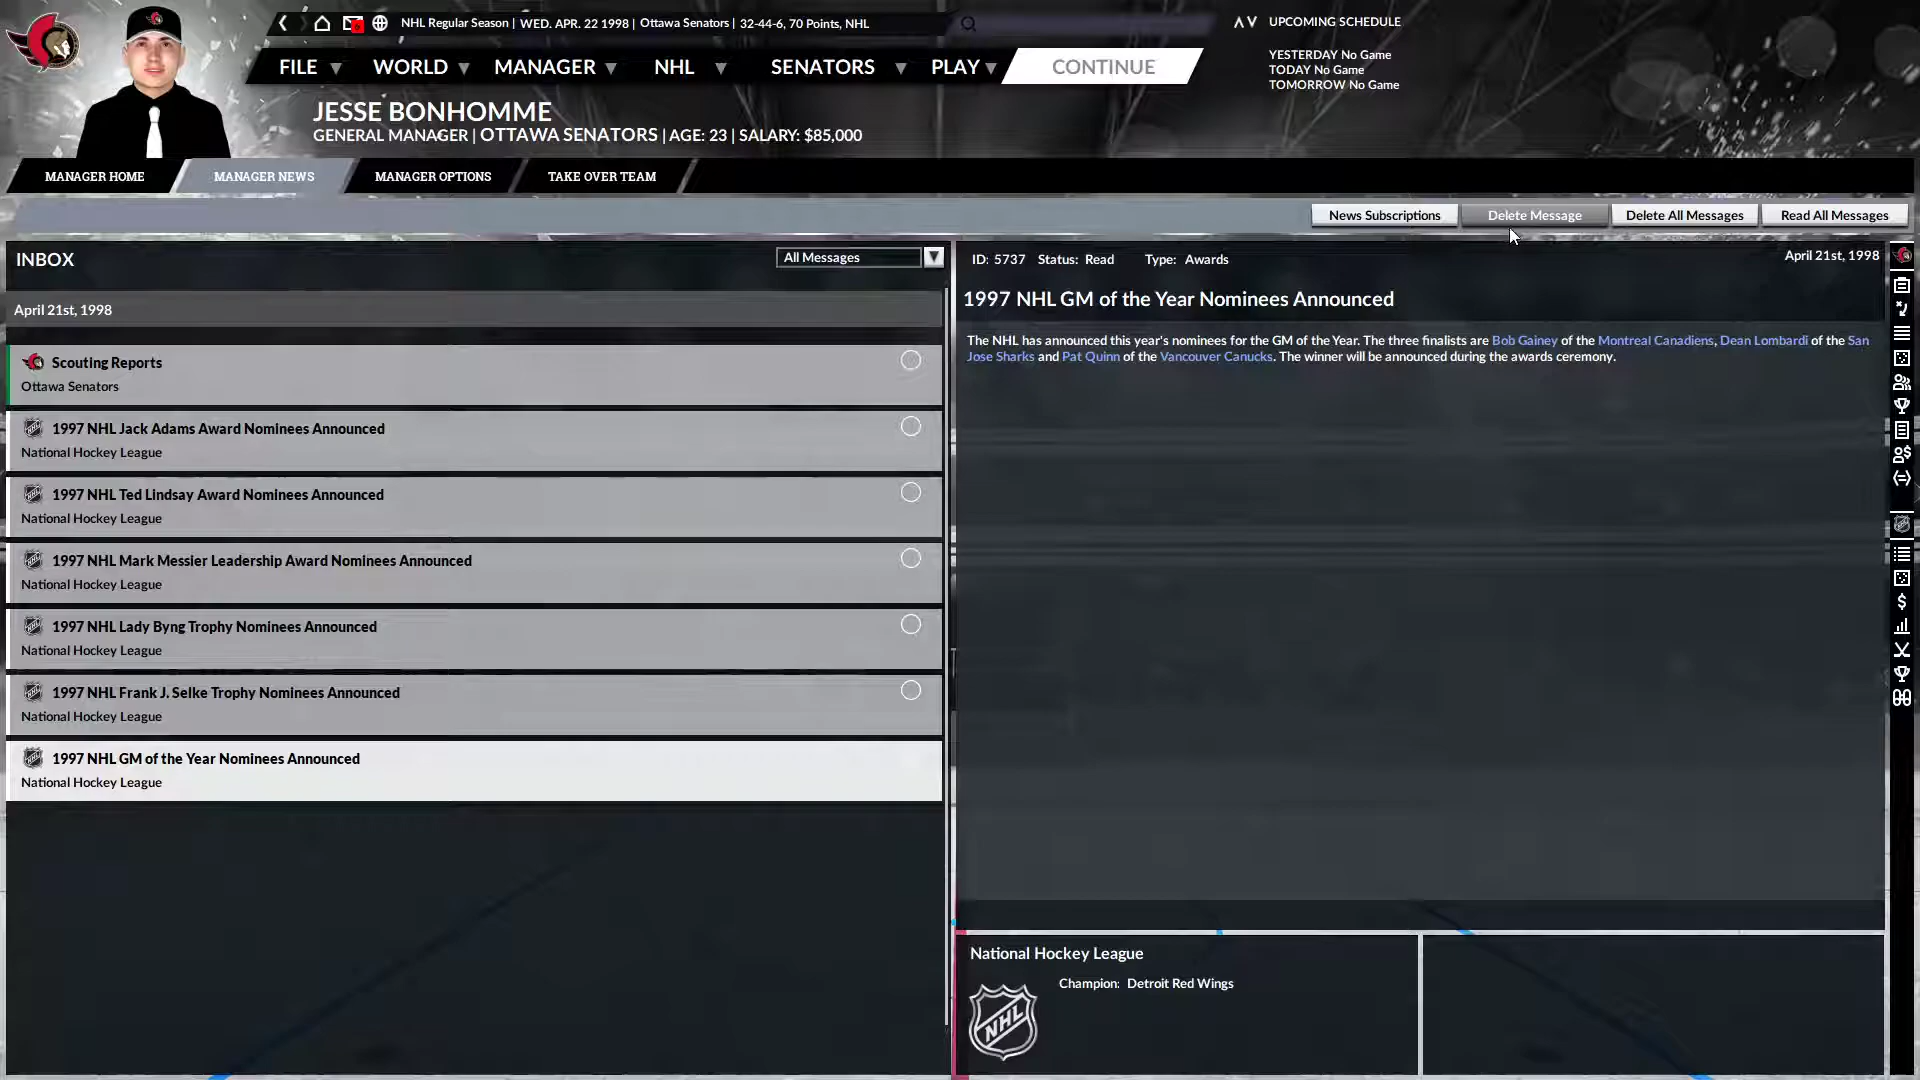 NHL Regular Season | WED. APR. 22 1998 | Ottawa Senators | 32-44-6, 70 Points, NHL
FILE WORLD MANAGER NHL SENATORS PLAY CONTINUE
UPCOMING SCHEDULE
YESTERDAY No Game
TODAY No Game
TOMORROW No Game
JESSE BONHOMME
GENERAL MANAGER | OTTAWA SENATORS | AGE: 23 | SALARY: $85,000
MANAGER HOME MANAGER NEWS MANAGER OPTIONS TAKE OVER TEAM
News Subscriptions Delete Message Delete All Messages Read All Messages
INBOX
All Messages
April 21st, 1998
Scouting Reports
Ottawa Senators
1997 NHL Jack Adams Award Nominees Announced
National Hockey League
1997 NHL Ted Lindsay Award Nominees Announced
National Hockey League
1997 NHL Mark Messier Leadership Award Nominees Announced
National Hockey League
1997 NHL Lady Byng Trophy Nominees Announced
National Hockey League
1997 NHL Frank J. Selke Trophy Nominees Announced
National Hockey League
1997 NHL GM of the Year Nominees Announced
National Hockey League
ID: 5737 Status: Read Type: Awards
April 21st, 1998
1997 NHL GM of the Year Nominees Announced
The NHL has announced this year's nominees for the GM of the Year. The three finalists are Bob Gainey of the Montreal Canadiens, Dean Lombardi of the San
Jose Sharks and Pat Quinn of the Vancouver Canucks. The winner will be announced during the awards ceremony.
National Hockey League
Champion: Detroit Red Wings
NHL